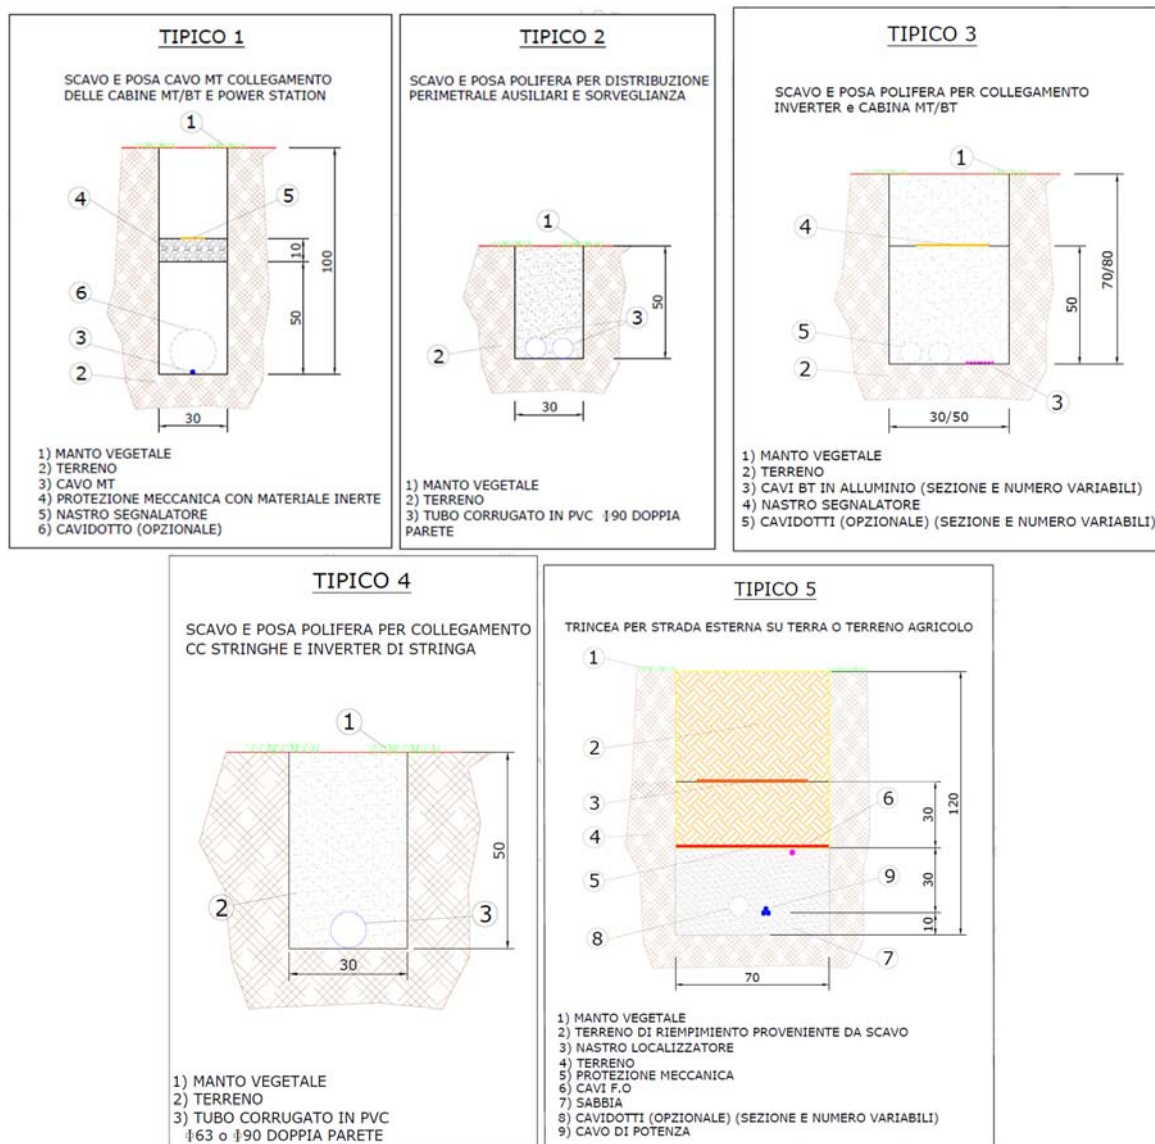 TIPICO 1
SCAVO E POSA CAVO MT COLLEGAMENTO
DELLE CABINE MT/BT E POWER STATION
1
4
5
10
100
6
50
3
2
30
1) MANTO VEGETALE
2) TERRENO
3) CAVO MT
4) PROTEZIONE MECCANICA CON MATERIALE INERTE
5) NASTRO SEGNALATORE
6) CAVIDOTTO (OPZIONALE)
TIPICO 2
SCAVO E POSA POLIFERA PER DISTRIBUZIONE
PERIMETRALE AUSILIARI E SORVEGLIANZA
1
50
3
2
30
1) MANTO VEGETALE
2) TERRENO
3) TUBO CORRUGATO IN PVC ϕ90 DOPPIA
PARETE
TIPICO 3
SCAVO E POSA POLIFERA PER COLLEGAMENTO
INVERTER e CABINA MT/BT
1
4
70/80
50
5
2
3
30/50
1) MANTO VEGETALE
2) TERRENO
3) CAVI BT IN ALLUMINIO (SEZIONE E NUMERO VARIABILI)
4) NASTRO SEGNALATORE
5) CAVIDOTTI (OPZIONALE) (SEZIONE E NUMERO VARIABILI)
TIPICO 4
SCAVO E POSA POLIFERA PER COLLEGAMENTO
CC STRINGHE E INVERTER DI STRINGA
1
50
2
3
30
1) MANTO VEGETALE
2) TERRENO
3) TUBO CORRUGATO IN PVC
ϕ63 o ϕ90 DOPPIA PARETE
TIPICO 5
TRINCEA PER STRADA ESTERNA SU TERRA O TERRENO AGRICOLO
1
2
3
6
30
120
4
5
9
30
8
10
7
70
1) MANTO VEGETALE
2) TERRENO DI RIEMPIMENTO PROVENIENTE DA SCAVO
3) NASTRO LOCALIZZATORE
4) TERRENO
5) PROTEZIONE MECCANICA
6) CAVI F.O
7) SABBIA
8) CAVIDOTTI (OPZIONALE) (SEZIONE E NUMERO VARIABILI)
9) CAVO DI POTENZA